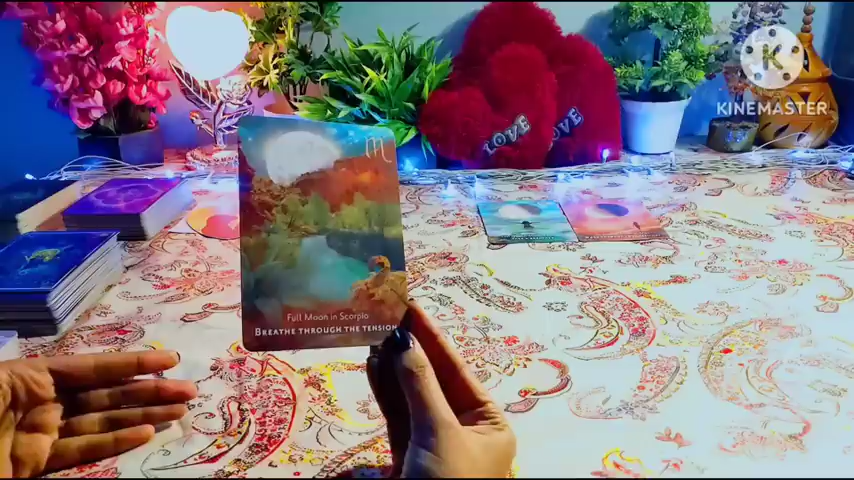 K
KINEMASTER
LOVE
LOVE
Full Moon in Scorpio
BREATHE THROUGH THE TENSION